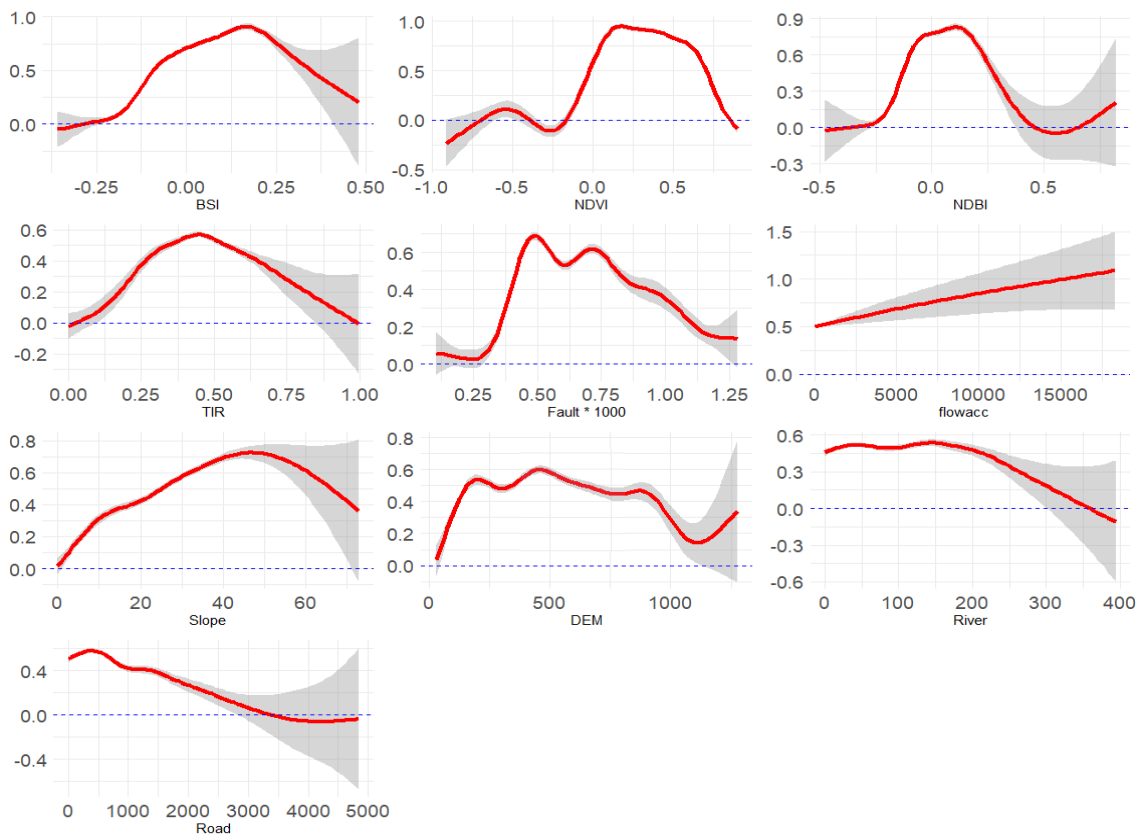 1.0
0.5
0.0
-0.25 0.00 0.25 0.50
BSI
1.0
0.5
0.0
-0.5
-1.0 -0.5 0.0 0.5
NDVI
0.9
0.6
0.3
0.0
-0.3
-0.5 0.0 0.5
NDBI
0.6
0.4
0.2
0.0
-0.2
0.00 0.25 0.50 0.75 1.00
TIR
0.6
0.4
0.2
0.0
0.25 0.50 0.75 1.00 1.25
Fault * 1000
1.5
1.0
0.5
0.0
0 5000 10000 15000
flowacc
0.8
0.6
0.4
0.2
0.0
0 20 40 60
Slope
0.8
0.6
0.4
0.2
0.0
0 500 1000
DEM
0.6
0.3
0.0
-0.3
-0.6
0 100 200 300 400
River
0.4
0.0
-0.4
0 1000 2000 3000 4000 5000
Road